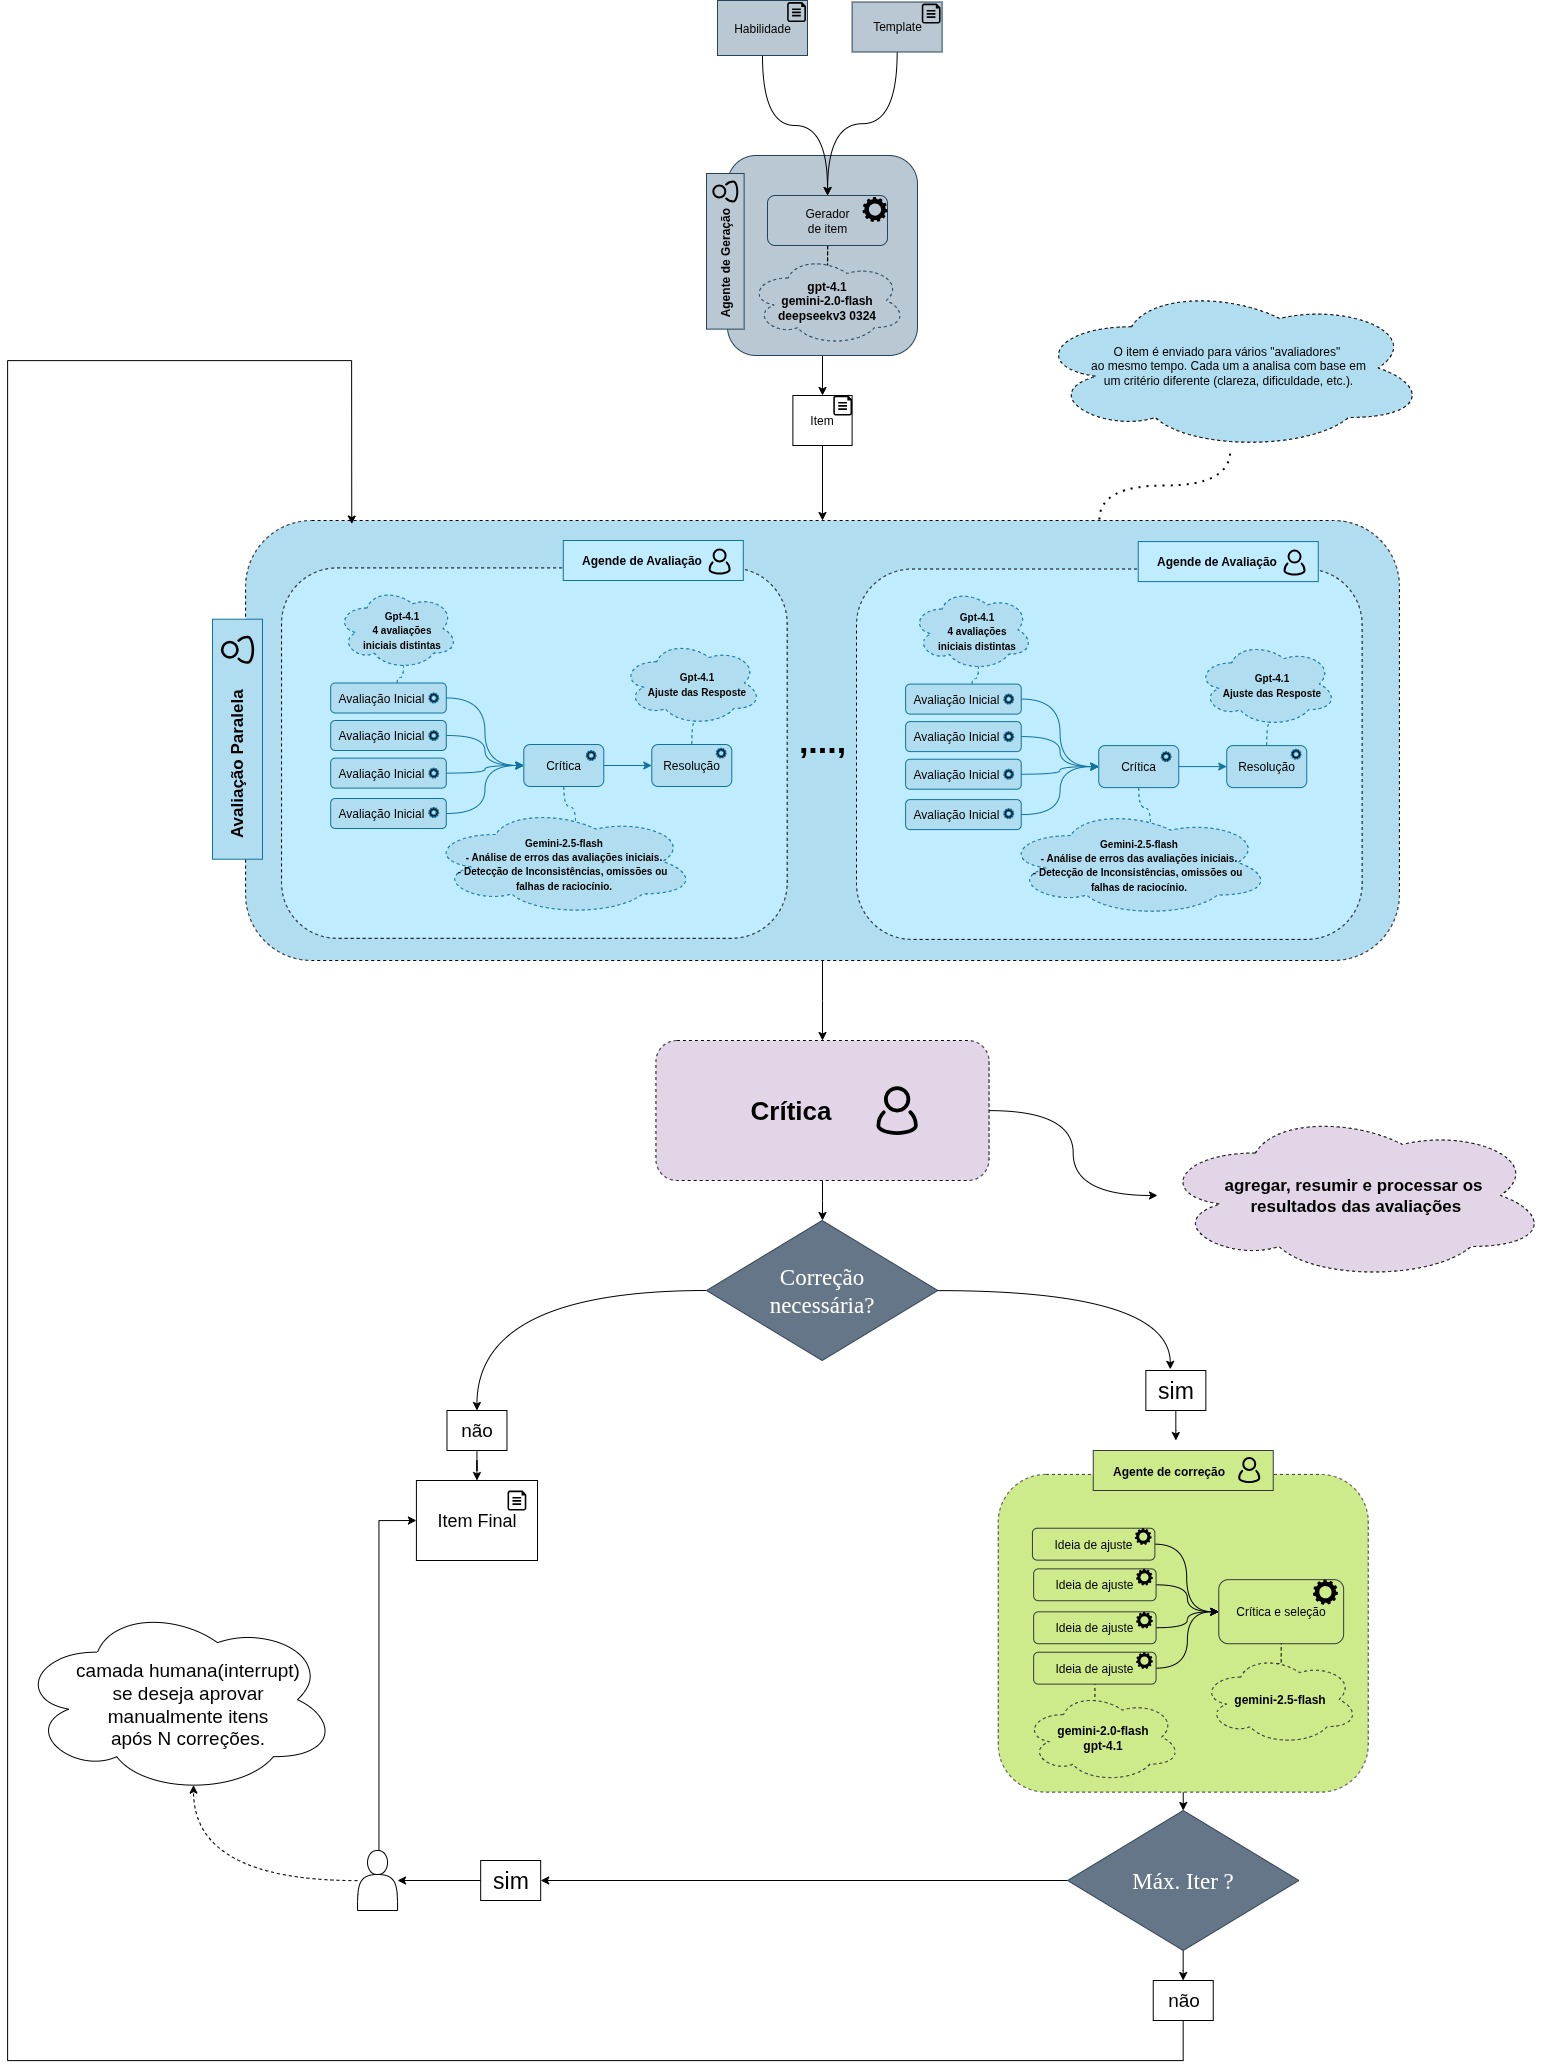 Habilidade
Template
Agente de Geração
Gerador
de item
gpt-4.1
gemini-2.0-flash
deepseekv3 0324
O item é enviado para vários "avaliadores"
ao mesmo tempo. Cada um a analisa com base em
um critério diferente (clareza, dificuldade, etc.).
Item
Avaliação Paralela
Agende de Avaliação
Gpt-4.1
4 avaliações
iniciais distintas
Gpt-4.1
Ajuste das Resposte
Avaliação Inicial
Avaliação Inicial
Avaliação Inicial
Avaliação Inicial
Crítica
Resolução
Gemini-2.5-flash
- Análise de erros das avaliações iniciais.
- Detecção de Inconsistências, omissões ou
falhas de raciocínio.
,...,
Agende de Avaliação
Gpt-4.1
4 avaliações
iniciais distintas
Gpt-4.1
Ajuste das Resposte
Avaliação Inicial
Avaliação Inicial
Avaliação Inicial
Avaliação Inicial
Crítica
Resolução
Gemini-2.5-flash
- Análise de erros das avaliações iniciais.
- Detecção de Inconsistências, omissões ou
falhas de raciocínio.
Crítica
agregar, resumir e processar os
resultados das avaliações
Correção
necessária?
não
sim
Item Final
Agente de correção
Ideia de ajuste
Ideia de ajuste
Ideia de ajuste
Ideia de ajuste
Crítica e seleção
gemini-2.5-flash
gemini-2.0-flash
gpt-4.1
camada humana(interrupt)
se deseja aprovar
manualmente itens
após N correções.
Máx. Iter ?
sim
não